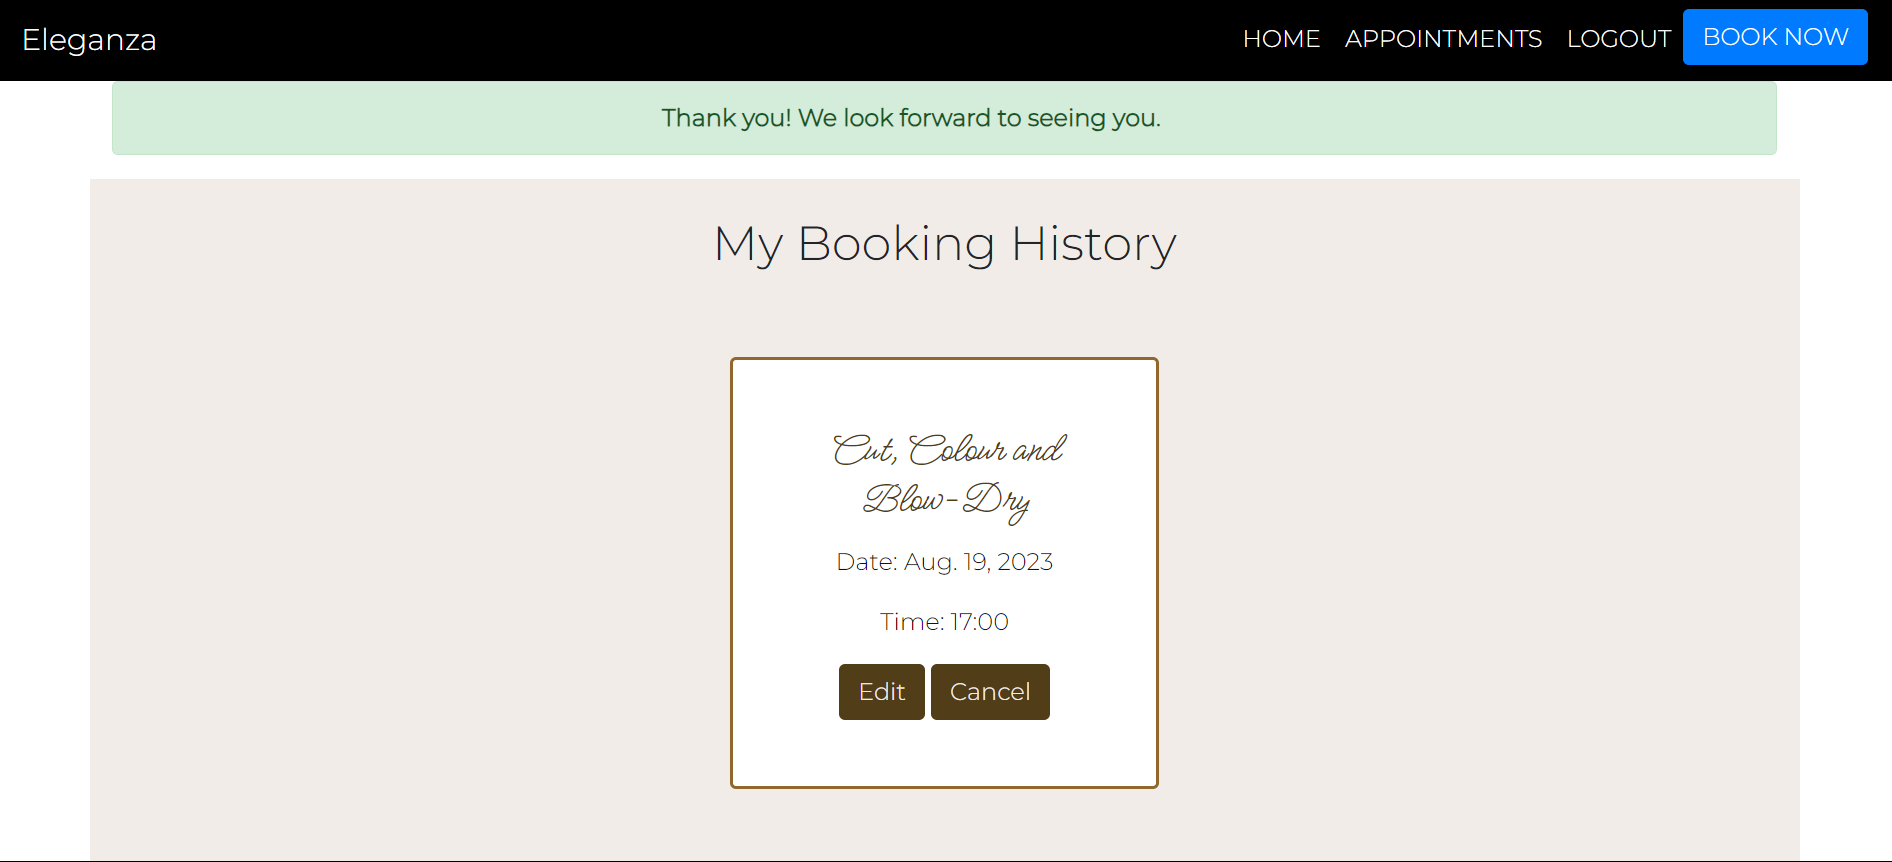 Eleganza
HOME APPOINTMENTS LOGOUT BOOK NOW
Thank you! We look forward to seeing you.
My Booking History
Cut, Colour and
Blow-Dry
Date: Aug. 19, 2023
Time: 17:00
Edit Cancel